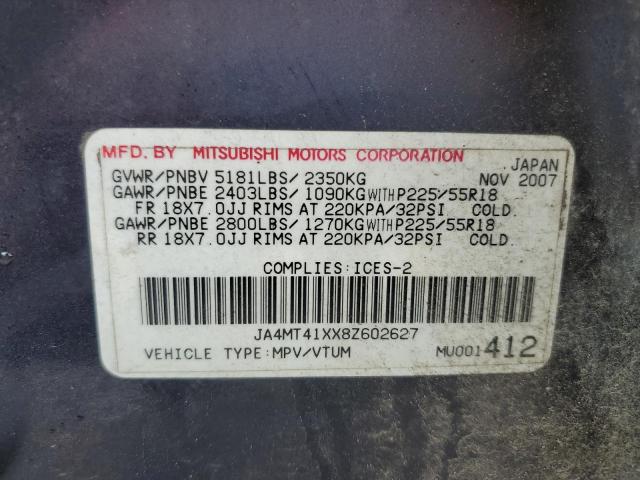 MFD. BY MITSUBISHI MOTORS CORPORATION
JAPAN
GVWR/PNBV 5181LBS/ 2350KG NOV 2007
GAWR/PNBE 2403LBS/ 1090KG WITH P225/55R18
FR 18X7.0JJ RIMS AT 220KPA/32PSI COLD.
GAWR/PNBE 2800LBS/ 1270KG WITH P225/55R18
RR 18X7.0JJ RIMS AT 220KPA/32PSI COLD.
COMPLIES:ICES-2
JA4MT41XX8Z602627
VEHICLE TYPE:MPV/VTUM MU001412